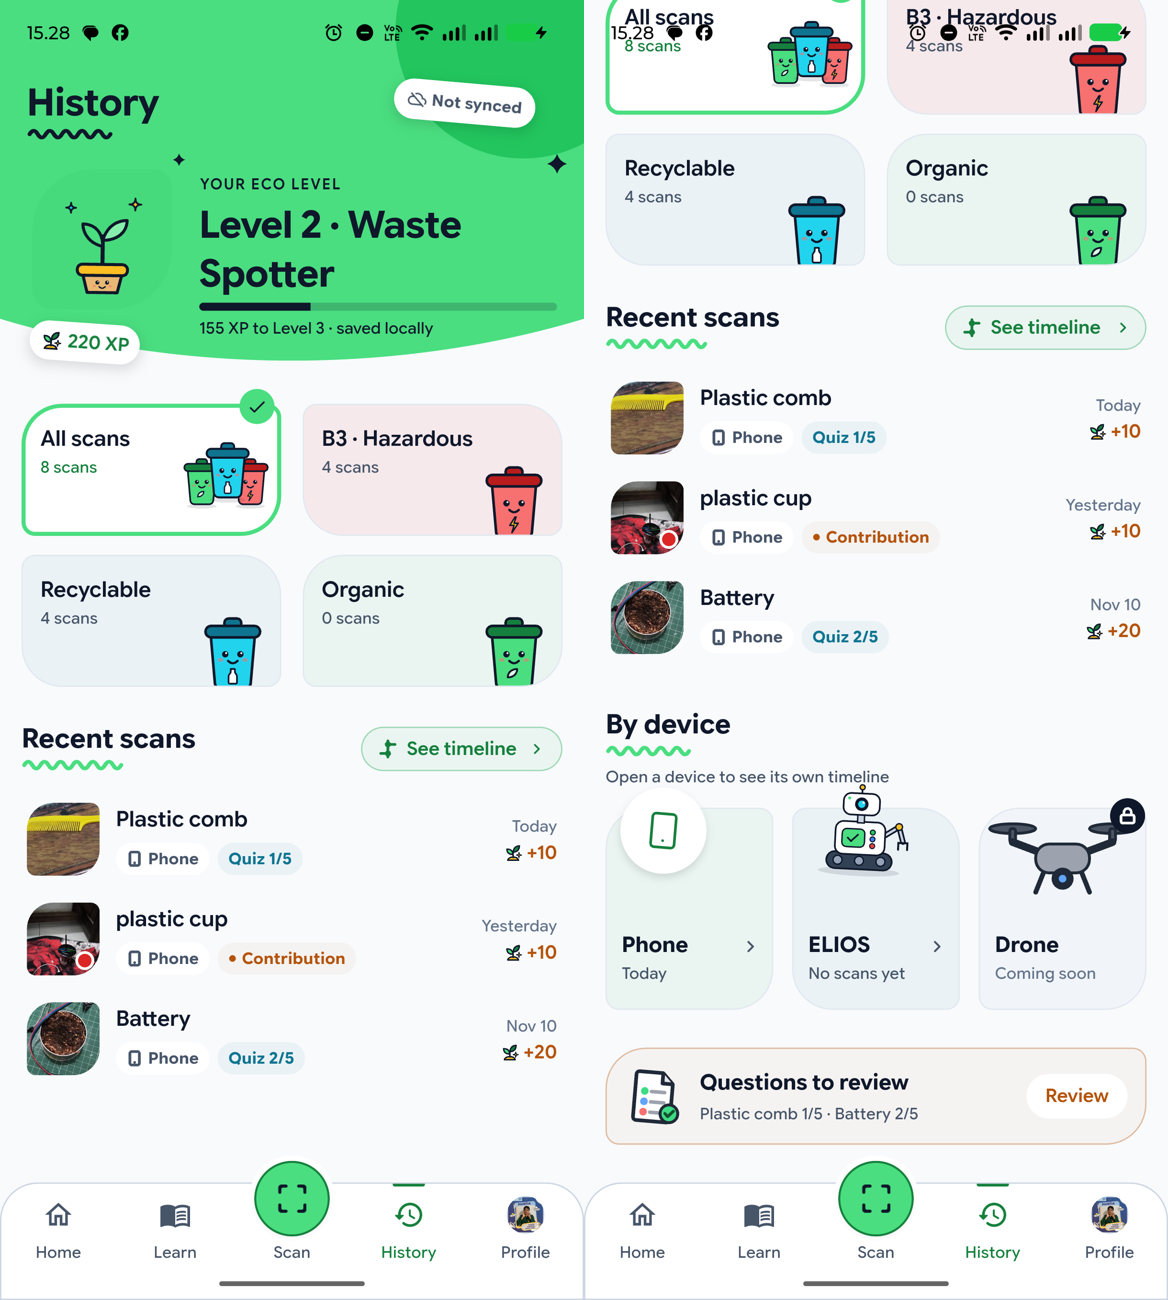 15.28
Vo)) LTE
History
Not synced
YOUR ECO LEVEL
Level 2 · Waste
Spotter
155 XP to Level 3 · saved locally
220 XP
All scans
8 scans
B3 · Hazardous
4 scans
Recyclable
4 scans
Organic
0 scans
Recent scans
See timeline
Plastic comb
Phone
Quiz 1/5
Today
+10
plastic cup
Phone
• Contribution
Yesterday
+10
Battery
Phone
Quiz 2/5
Nov 10
+20
Home
Learn
Scan
History
Profile
All scans
15.28
8 scans
B3 · Hazardous
Vo)) LTE
4 scans
Recyclable
4 scans
Organic
0 scans
Recent scans
See timeline
Plastic comb
Phone
Quiz 1/5
Today
+10
plastic cup
Phone
• Contribution
Yesterday
+10
Battery
Phone
Quiz 2/5
Nov 10
+20
By device
Open a device to see its own timeline
Phone
Today
ELIOS
No scans yet
Drone
Coming soon
Questions to review
Plastic comb 1/5 · Battery 2/5
Review
Home
Learn
Scan
History
Profile